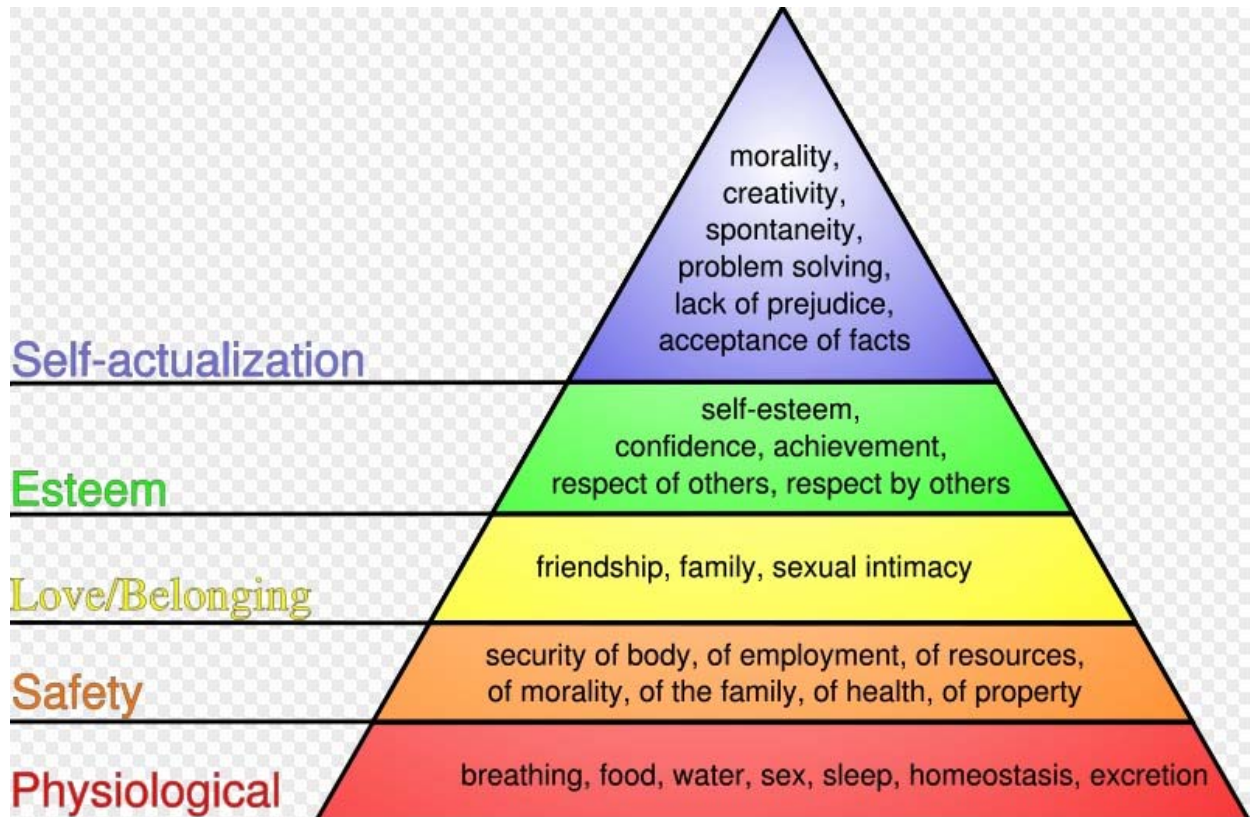 morality,
creativity,
spontaneity,
problem solving,
lack of prejudice,
acceptance of facts
Self-actualization
self-esteem,
confidence, achievement,
respect of others, respect by others
Esteem
friendship, family, sexual intimacy
Love/Belonging
security of body, of employment, of resources,
of morality, of the family, of health, of property
Safety
breathing, food, water, sex, sleep, homeostasis, excretion
Physiological